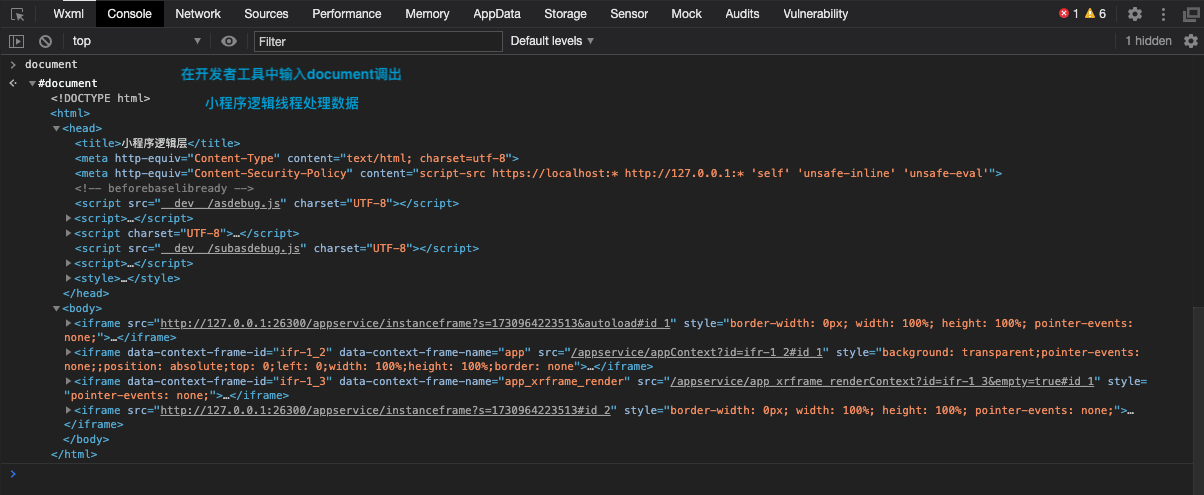 Wxml Console Network Sources Performance Memory AppData Storage Sensor Mock Audits Vulnerability 1 6
top Filter Default levels 1 hidden
document
在开发者工具中输入document调出
#document
<!DOCTYPE html>
小程序逻辑线程处理数据
<html>
<head>
<title>小程序逻辑层</title>
<meta http-equiv="Content-Type" content="text/html; charset=utf-8">
<meta http-equiv="Content-Security-Policy" content="script-src https://localhost:* http://127.0.0.1:* 'self' 'unsafe-inline' 'unsafe-eval'">
<!-- beforebaselibready -->
<script src="__dev__/asdebug.js" charset="UTF-8"></script>
<script>…</script>
<script charset="UTF-8">…</script>
<script src="__dev__/subasdebug.js" charset="UTF-8"></script>
<script>…</script>
<style>…</style>
</head>
<body>
<iframe src="http://127.0.0.1:26300/appservice/instanceframe?s=1730964223513&autoload#id_1" style="border-width: 0px; width: 100%; height: 100%; pointer-events:
none;">…</iframe>
<iframe data-context-frame-id="ifr-1_2" data-context-frame-name="app" src="/appservice/appContext?id=ifr-1_2#id_1" style="background: transparent;pointer-events:
none;;position: absolute;top: 0;left: 0;width: 100%;height: 100%;border: none">…</iframe>
<iframe data-context-frame-id="ifr-1_3" data-context-frame-name="app_xrframe_render" src="/appservice/app_xrframe_renderContext?id=ifr-1_3&empty=true#id_1" style=
"pointer-events: none;">…</iframe>
<iframe src="http://127.0.0.1:26300/appservice/instanceframe?s=1730964223513#id_2" style="border-width: 0px; width: 100%; height: 100%; pointer-events: none;">…
</iframe>
</body>
</html>